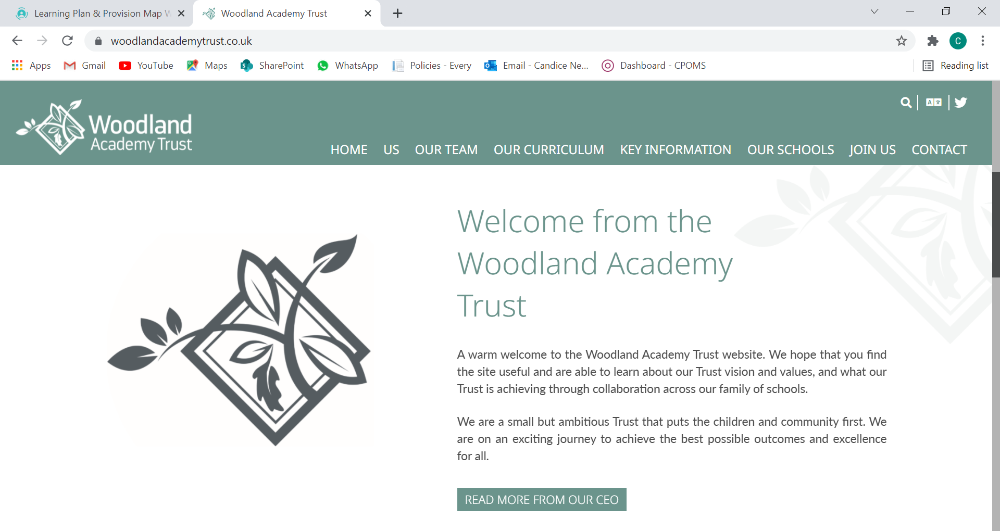 Learning Plan & Provision Map W
Woodland Academy Trust
woodlandacademytrust.co.uk
C
Apps
Gmail
YouTube
Maps
SharePoint
WhatsApp
Policies - Every
Email - Candice Ne...
Dashboard - CPOMS
Reading list
Woodland
Academy Trust
HOME
US
OUR TEAM
OUR CURRICULUM
KEY INFORMATION
OUR SCHOOLS
JOIN US
CONTACT
Welcome from the
Woodland Academy
Trust
A warm welcome to the Woodland Academy Trust website. We hope that you find
the site useful and are able to learn about our Trust vision and values, and what our
Trust is achieving through collaboration across our family of schools.
We are a small but ambitious Trust that puts the children and community first. We
are on an exciting journey to achieve the best possible outcomes and excellence
for all.
READ MORE FROM OUR CEO